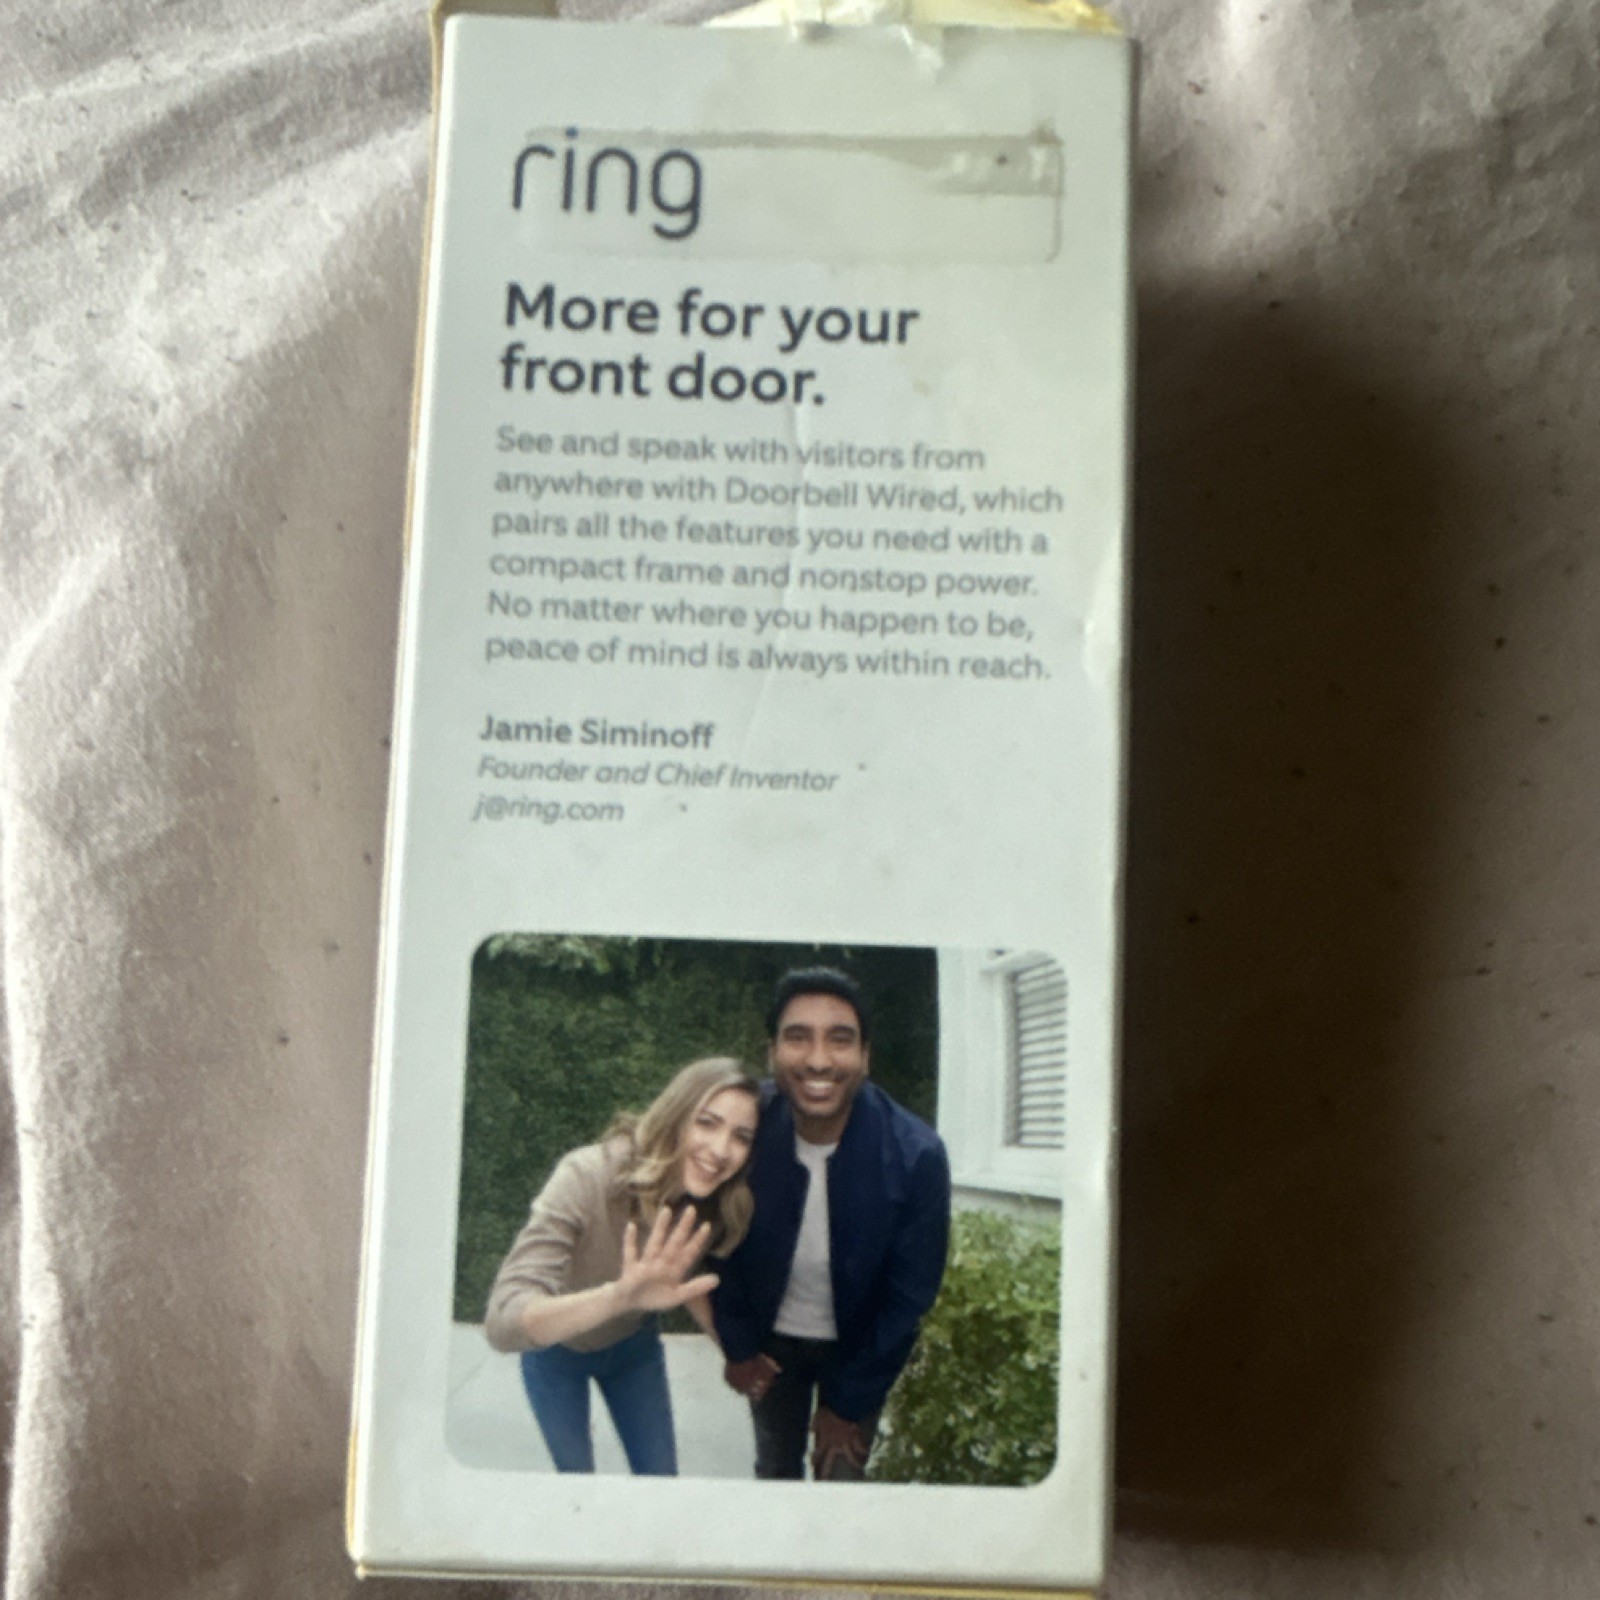 ring
More for your
front door.
See and speak with visitors from
anywhere with Doorbell Wired, which
pairs all the features you need with a
compact frame and nonstop power.
No matter where you happen to be,
peace of mind is always within reach.
Jamie Siminoff
Founder and Chief Inventor
j@ring.com